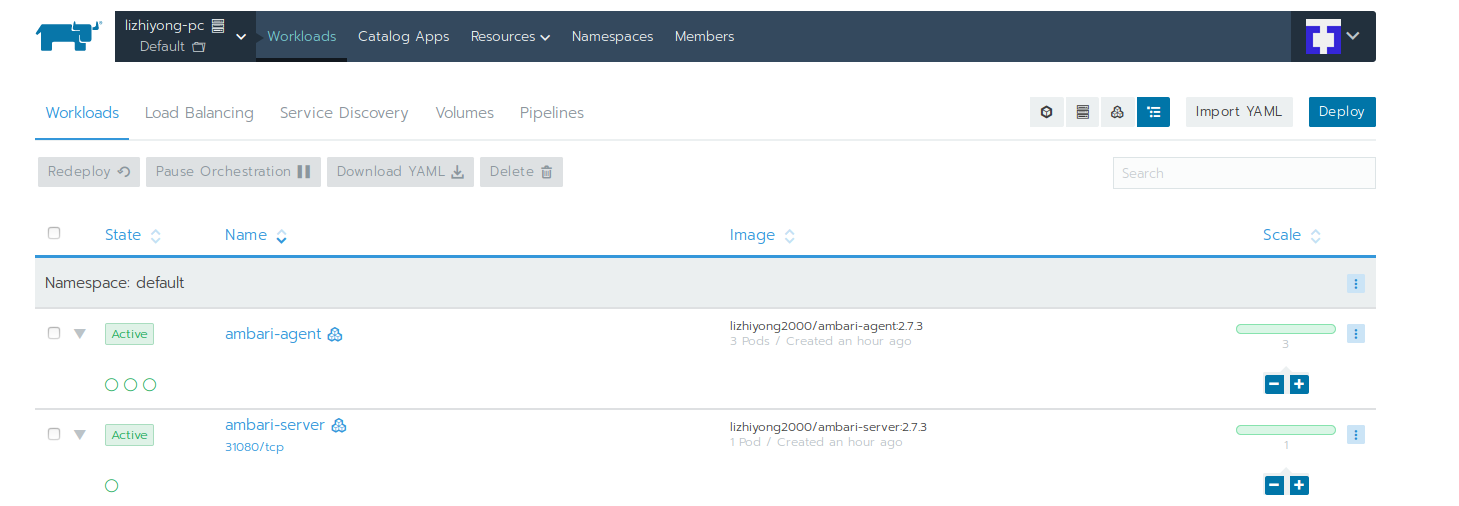 lizhiyong-pc
Default
Workloads Catalog Apps Resources Namespaces Members
Workloads Load Balancing Service Discovery Volumes Pipelines Import YAML Deploy
Redeploy Pause Orchestration Download YAML Delete Search
State Name Image Scale
Namespace: default
Active ambari-agent lizhiyong2000/ambari-agent:2.7.3
3 Pods / Created an hour ago 3
Active ambari-server lizhiyong2000/ambari-server:2.7.3
31080/tcp 1 Pod / Created an hour ago 1